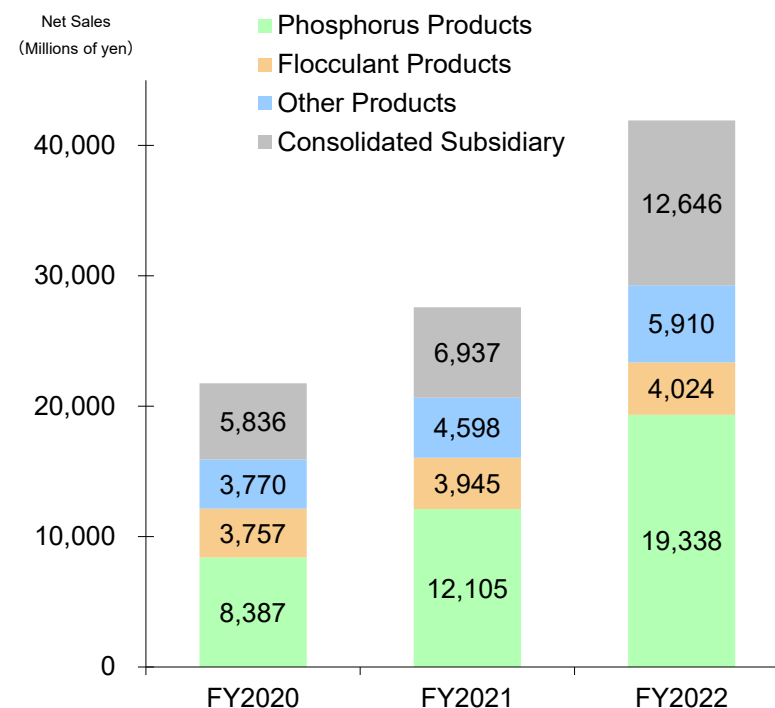 Net Sales
（Millions of yen）
Phosphorus Products
Flocculant Products
Other Products
Consolidated Subsidiary
40,000
30,000
20,000
10,000
0
5,836
3,770
3,757
8,387
6,937
4,598
3,945
12,105
12,646
5,910
4,024
19,338
FY2020
FY2021
FY2022